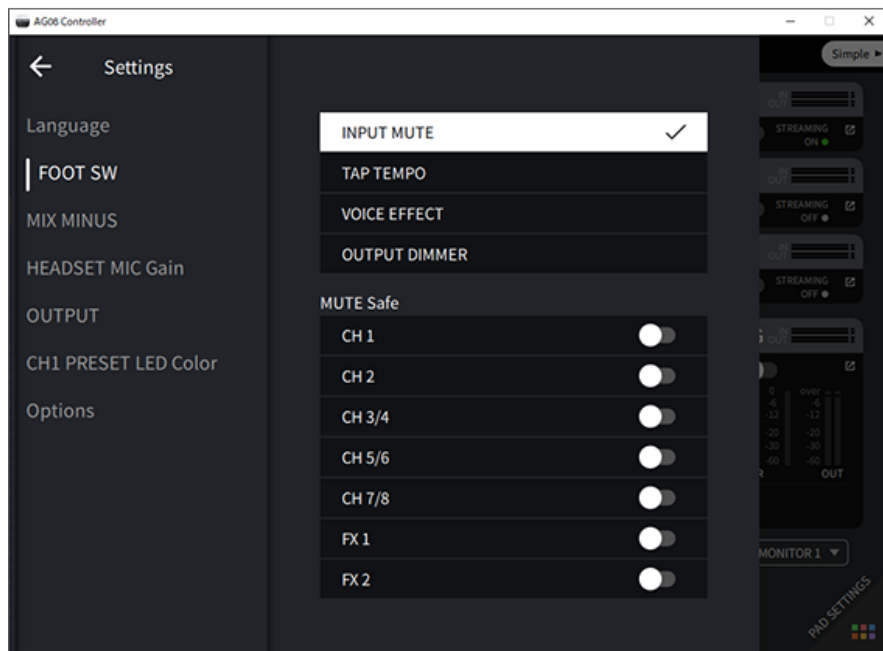 AG08 Controller
Simple
Settings
Language
FOOT SW
MIX MINUS
HEADSET MIC Gain
OUTPUT
CH1 PRESET LED Color
Options
INPUT MUTE
TAP TEMPO
VOICE EFFECT
OUTPUT DIMMER
MUTE Safe
CH 1
CH 2
CH 3/4
CH 5/6
CH 7/8
FX 1
FX 2
IN
OUT
STREAMING
ON
IN
OUT
STREAMING
OFF
IN
OUT
STREAMING
OFF
IN
OUT
0 over
-6 -6
-12 -12
-20 -20
-30 -30
-60 -60
OUT
MONITOR 1
PAD SETTINGS